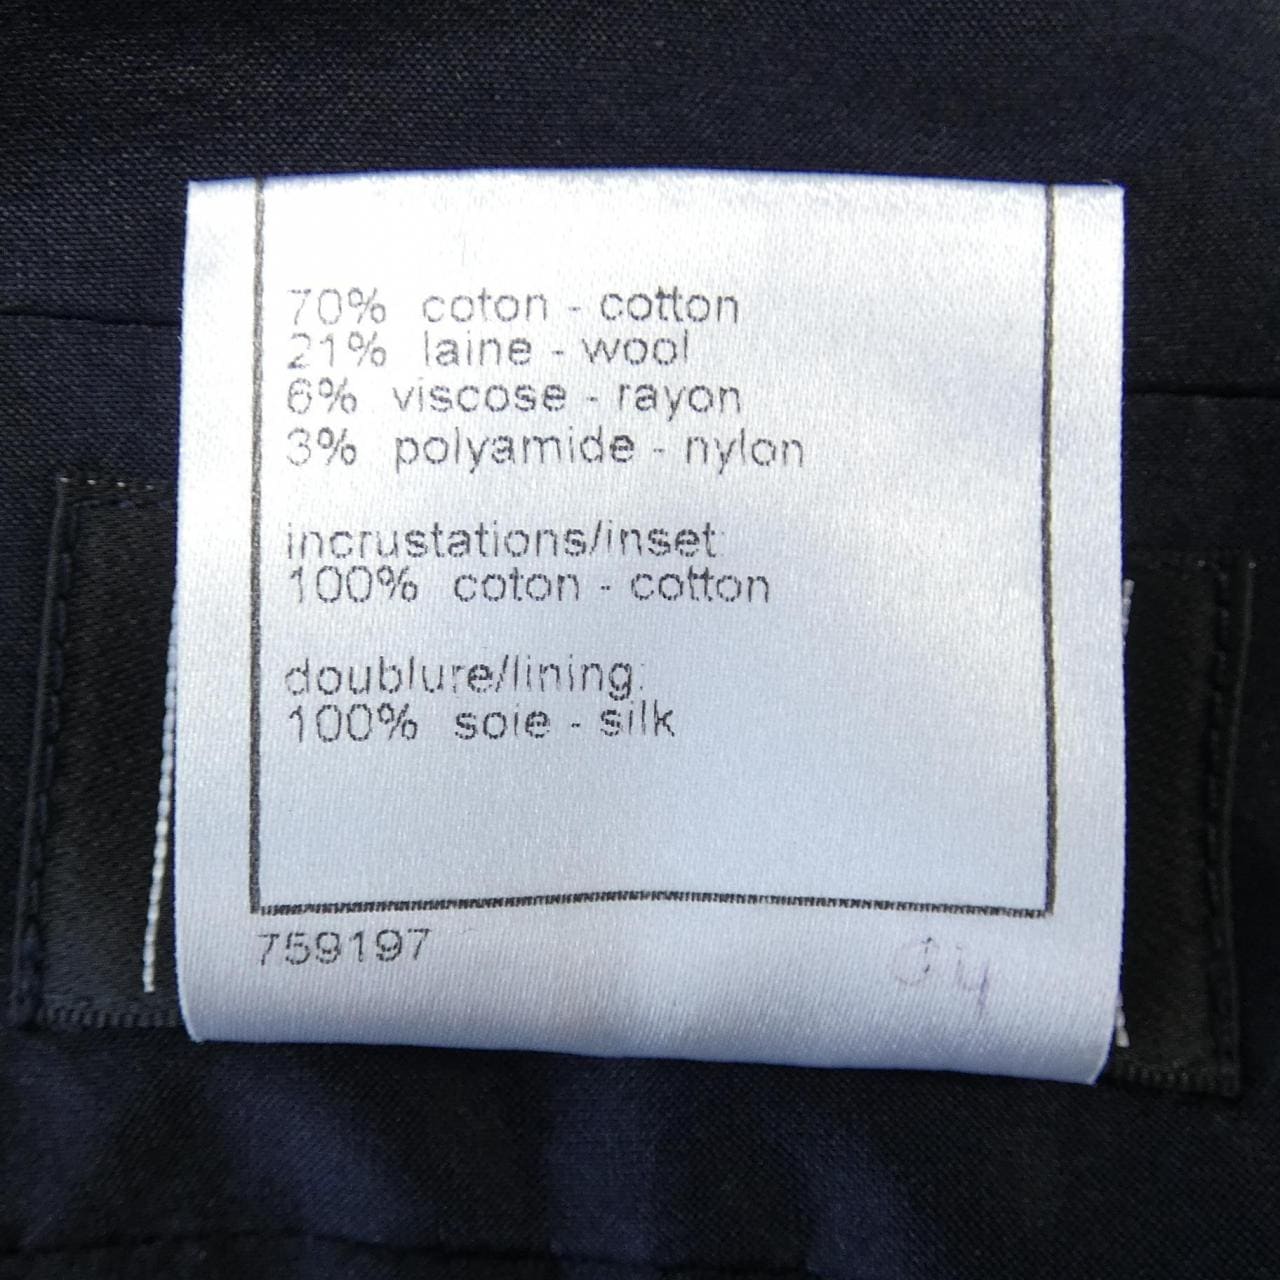 70% coton - cotton
21% laine - wool
6% viscose - rayon
3% polyamide - nylon
incrustations/inset:
100% coton - cotton
doublure/lining:
100% soie - silk
759197